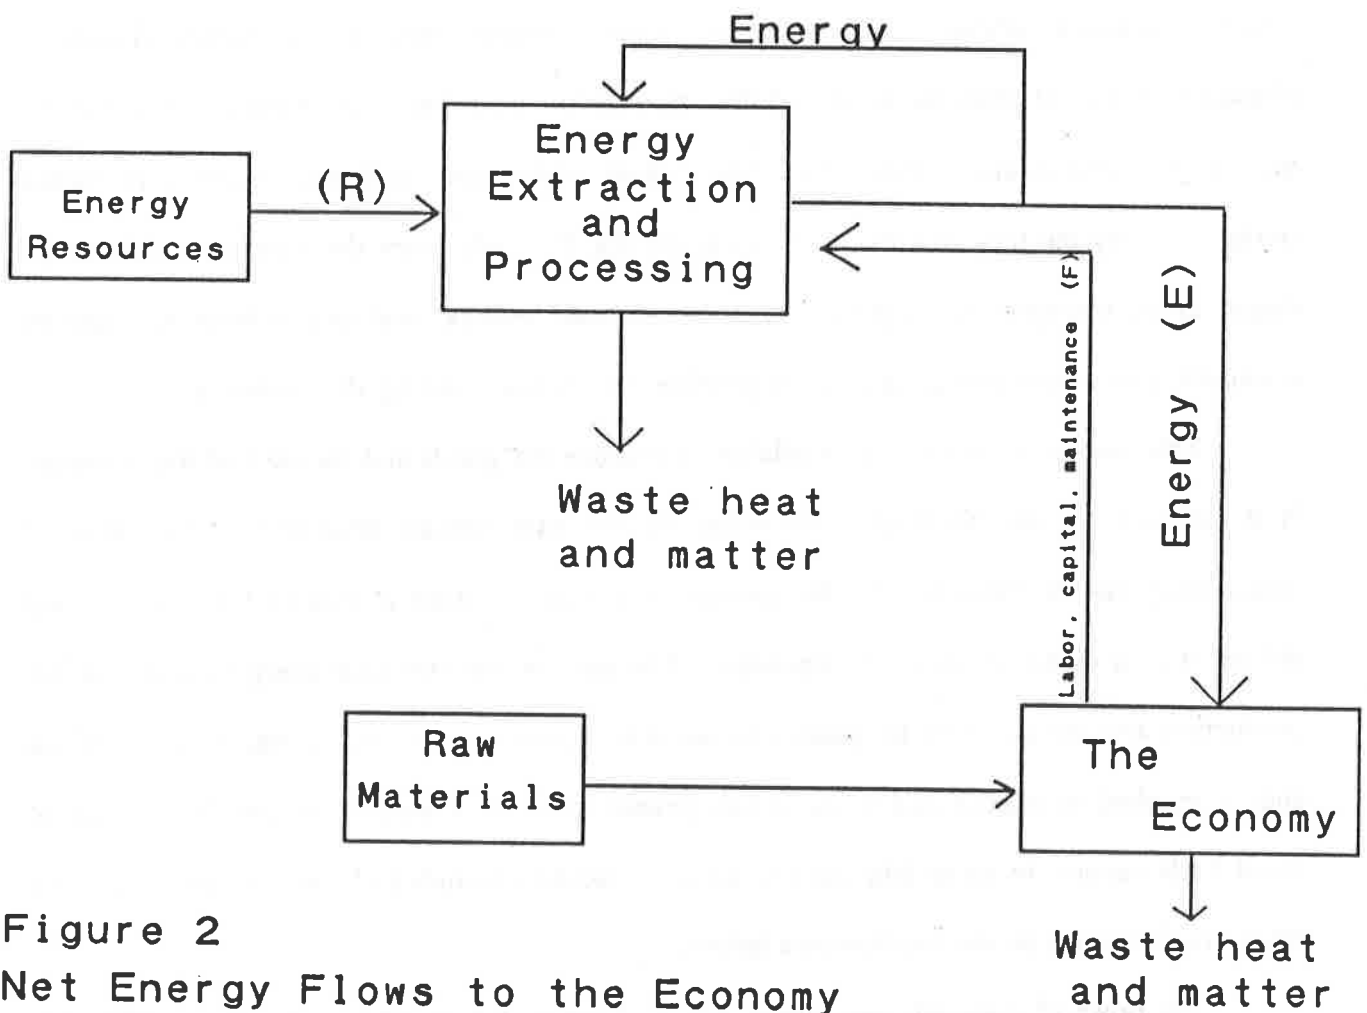 Energy
Energy
Extraction
and
Processing
(R)
Energy
Resources
Labor, capital, maintenance (F)
Energy (E)
Waste heat
and matter
Raw
Materials
The
Economy
Waste heat
and matter
Figure 2
Net Energy Flows to the Economy